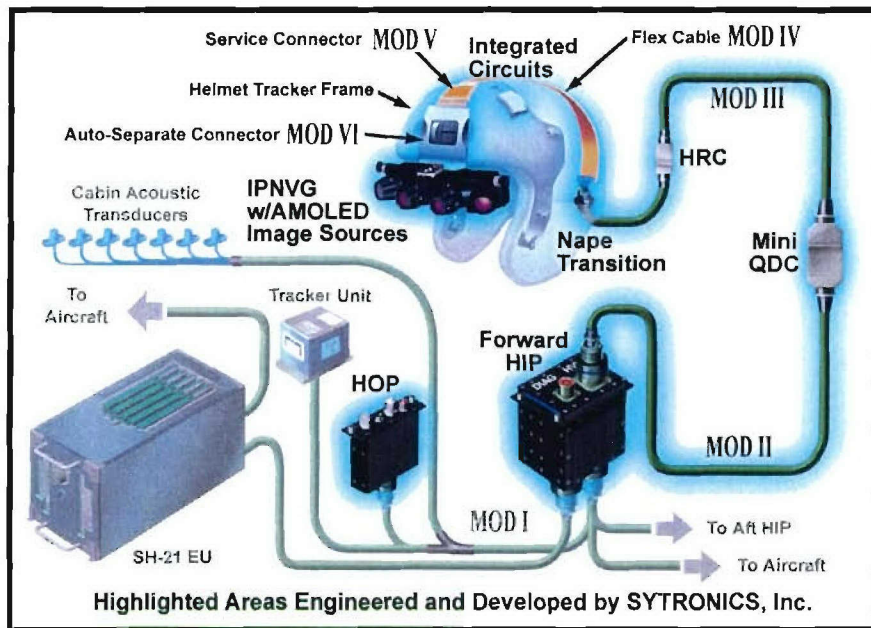 Service Connector MOD V
Integrated
Circuits
Flex Cable MOD IV
Helmet Tracker Frame
MOD III
Auto-Separate Connector MOD VI
HRC
Cabin Acoustic
Transducers
IPNVG
w/AMOLED
Image Sources
Nape
Transition
Mini
QDC
To
Aircraft
Tracker Unit
Forward
HIP
HOP
DIAG
MOD II
MOD I
To Aft HIP
SH-21 EU
To Aircraft
Highlighted Areas Engineered and Developed by SYTRONICS, Inc.